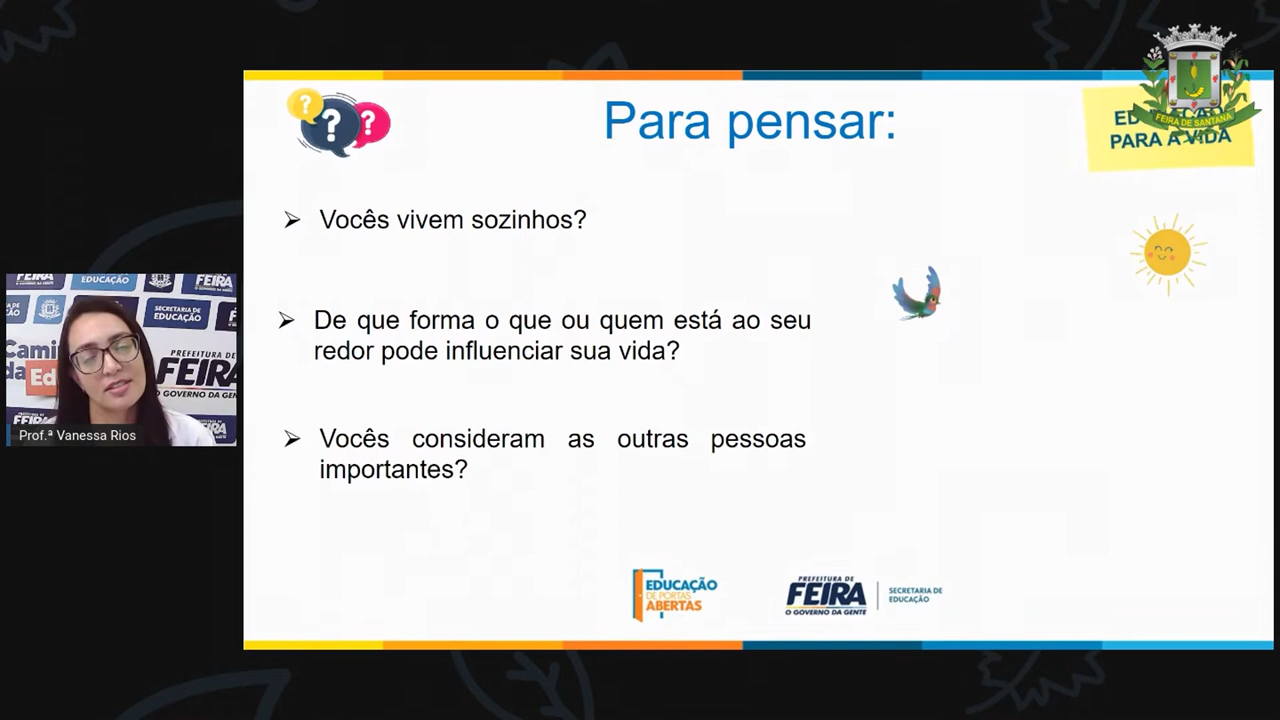 Para pensar:
FEIRA DE SANTANA
PARA A VIDA
Vocês vivem sozinhos?
De que forma o que ou quem está ao seu
redor pode influenciar sua vida?
Vocês consideram as outras pessoas
importantes?
FEIRA
EDUCAÇÃO
FEIRA
SECRETARIA DE
EDUCAÇÃO
PREFEITURA DE
FEIRA
O GOVERNO DA GENTE
FEIRA
Prof.ª Vanessa Rios
EDUCAÇÃO
DE PORTAS
ABERTAS
PREFEITURA DE
FEIRA
O GOVERNO DA GENTE
SECRETARIA DE
EDUCAÇÃO